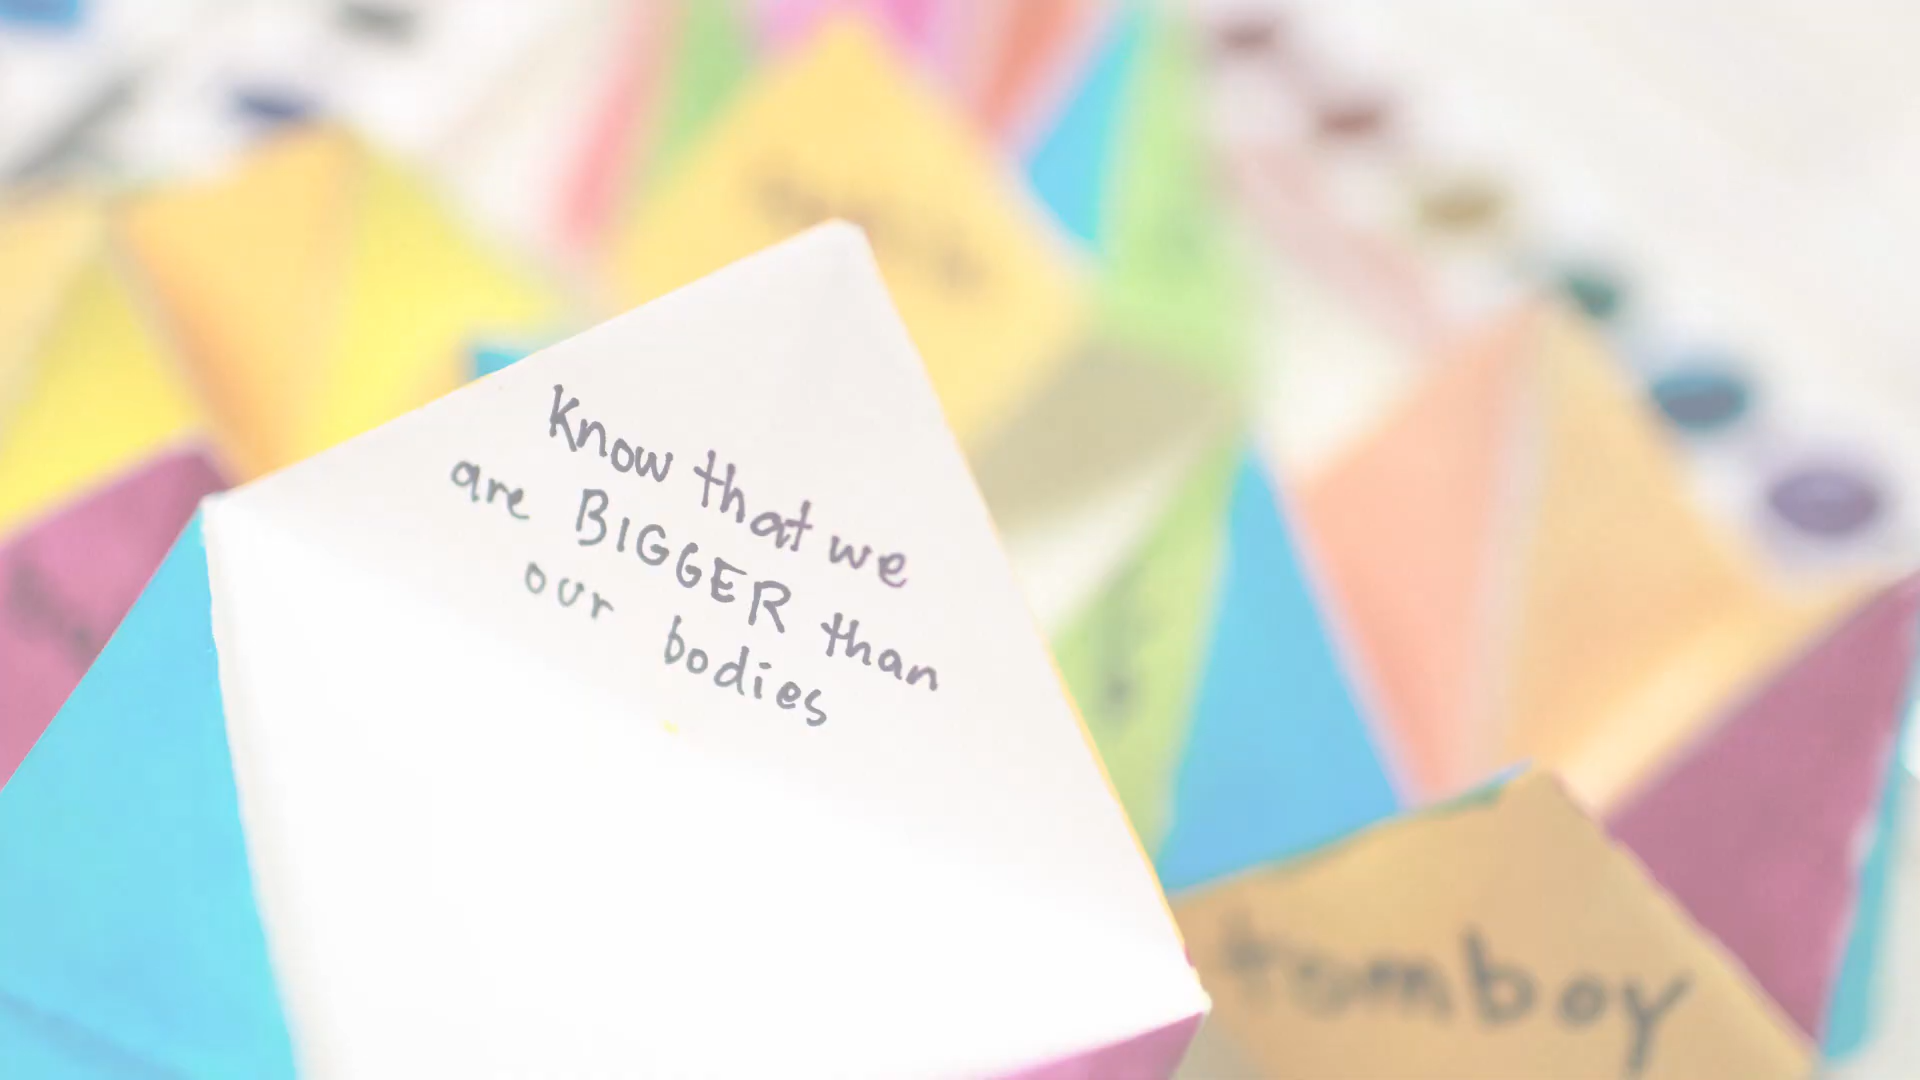 Know that we
are BIGGER than
our bodies
tomboy